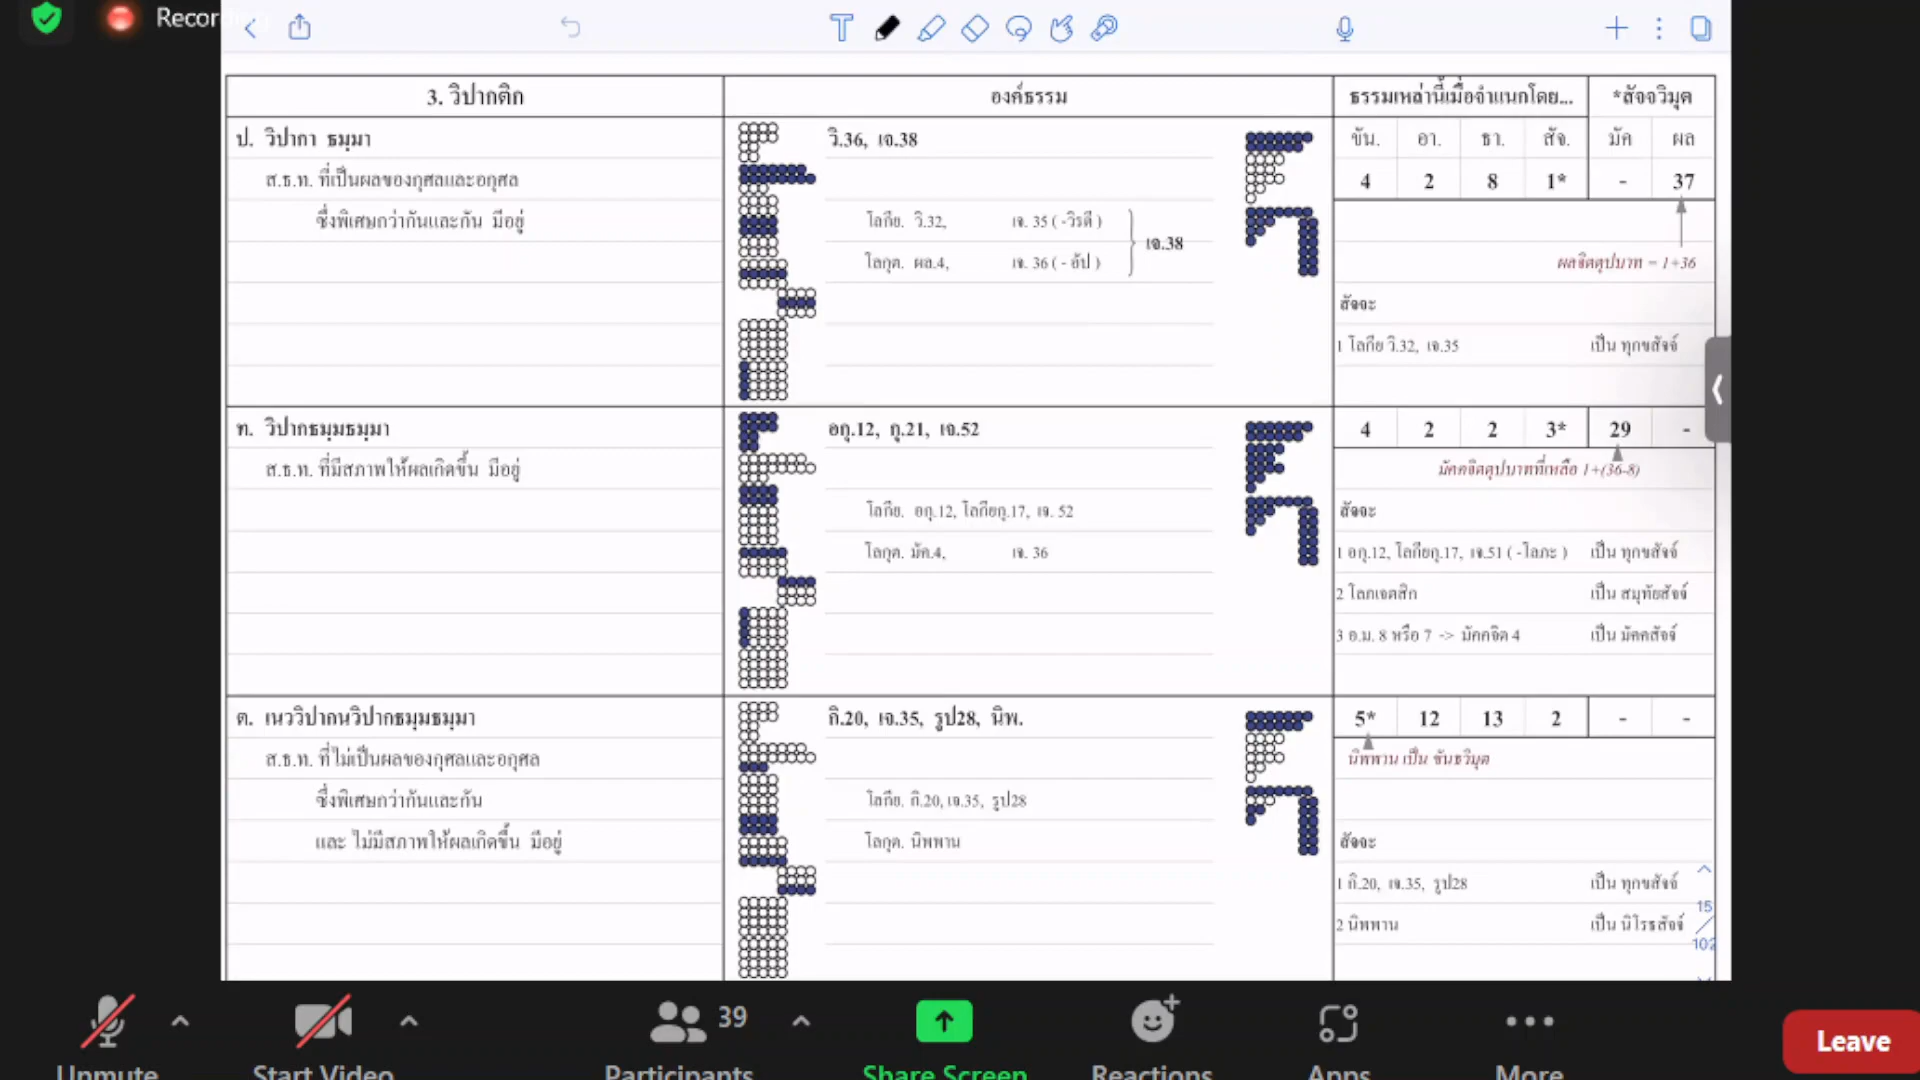 Recor
3. วิปากติก
องค์ธรรม
ธรรมเหล่านี้เมื่อจำแนกโดย...
*สัจจวิมุต
ป. วิปากา ธมฺมา
วิ.36, เจ.38
ขัน. อา. ธา. สัจ. มัค ผล
ส.ธ.ท. ที่เป็นผลของกุศลและอกุศล
4 2 8 1* - 37
ซึ่งพิเศษกว่ากันและกัน มีอยู่
โลกีย. วิ.32, เจ. 35 ( -วิรตี )
เจ.38
โลกุต. ผล.4, เจ. 36 ( - อัป )
ผลจิตตุปบาท = 1+36
สัจจะ
1 โลกีย วิ.32, เจ.35 เป็น ทุกขสัจจ์
ท. วิปากธมฺมธมฺมา
อกุ.12, กุ.21, เจ.52
4 2 2 3* 29 -
ส.ธ.ท. ที่มีสภาพให้ผลเกิดขึ้น มีอยู่
มัคคจิตตุปบาทที่เหลือ 1+(36-8)
โลกีย. อกุ.12, โลกียกุ.17, เจ. 52
สัจจะ
โลกุต. มัค.4, เจ. 36
1 อกุ.12, โลกียกุ.17, เจ.51 ( -โลภะ ) เป็น ทุกขสัจจ์
2 โลภเจตสิก เป็น สมุทัยสัจจ์
3 อ.ม. 8 หรือ 7 -> มัคคจิต 4 เป็น มัคคสัจจ์
ต. เนววิปากนวิปากธมฺมธมฺมา
กิ.20, เจ.35, รูป28, นิพ.
5* 12 13 2 - -
ส.ธ.ท. ที่ไม่เป็นผลของกุศลและอกุศล
นิพพาน เป็น ขันธวิมุต
ซึ่งพิเศษกว่ากันและกัน
โลกีย. กิ.20, เจ.35, รูป28
และ ไม่มีสภาพให้ผลเกิดขึ้น มีอยู่
โลกุต. นิพพาน
สัจจะ
1 กิ.20, เจ.35, รูป28 เป็น ทุกขสัจจ์
2 นิพพาน เป็น นิโรธสัจจ์
15
102
39
Unmute
Start Video
Participants
Share Screen
Reactions
Apps
More
Leave